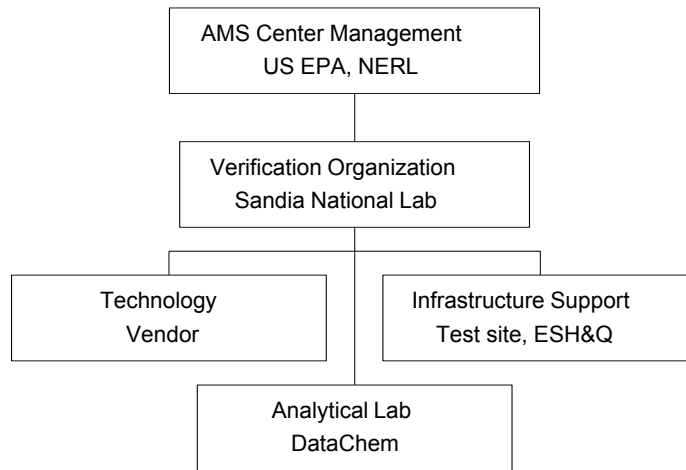 AMS Center Management
US EPA, NERL
Verification Organization
Sandia National Lab
Technology
Vendor
Infrastructure Support
Test site, ESH&Q
Analytical Lab
DataChem